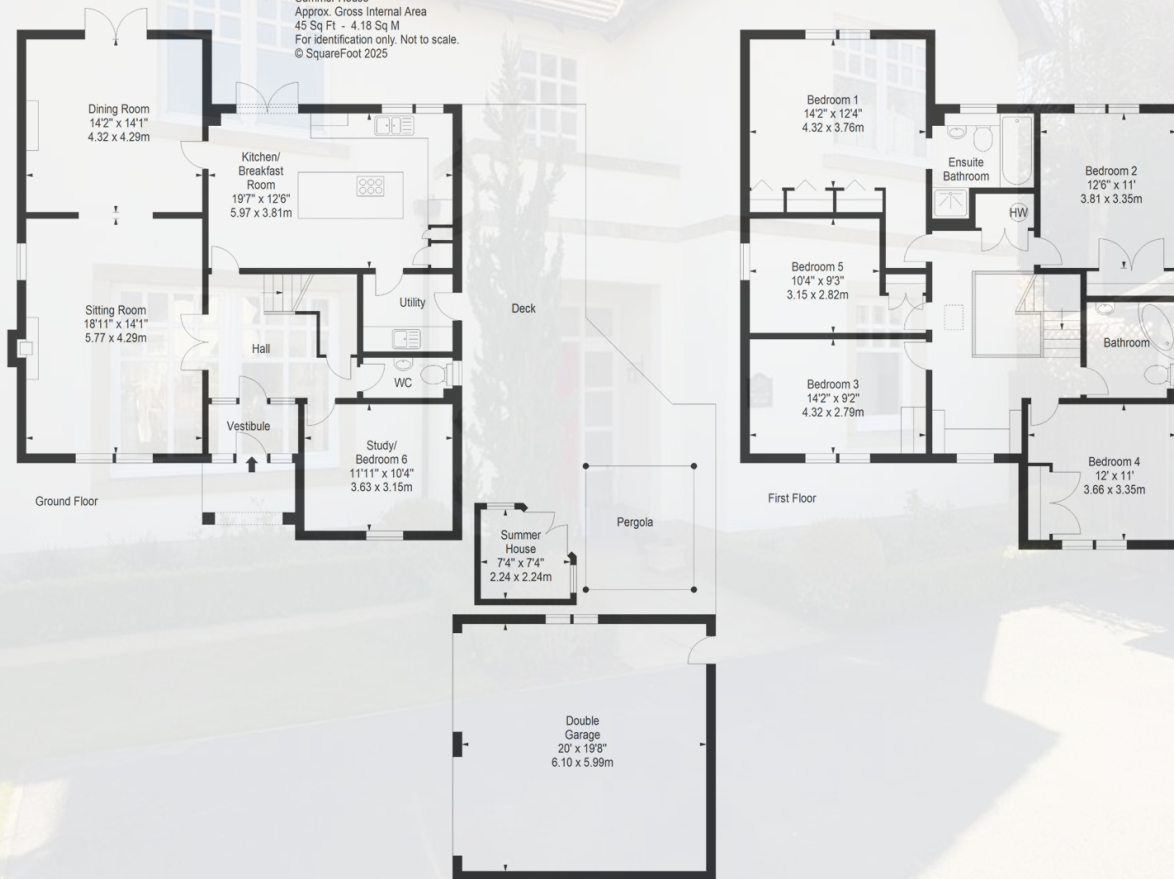 Summer House
Approx. Gross Internal Area
45 Sq Ft - 4.18 Sq M
For identification only. Not to scale.
© SquareFoot 2025
Dining Room
14'2" x 14'1"
4.32 x 4.29m
Kitchen/
Breakfast
Room
19'7" x 12'6"
5.97 x 3.81m
Sitting Room
18'11" x 14'1"
5.77 x 4.29m
Hall
Utility
WC
Vestibule
Study/
Bedroom 6
11'11" x 10'4"
3.63 x 3.15m
Ground Floor
Deck
Pergola
Summer
House
7'4" x 7'4"
2.24 x 2.24m
Double
Garage
20' x 19'8"
6.10 x 5.99m
Bedroom 1
14'2" x 12'4"
4.32 x 3.76m
Ensuite
Bathroom
HW
Bedroom 2
12'6" x 11'
3.81 x 3.35m
Bedroom 5
10'4" x 9'3"
3.15 x 2.82m
Bathroom
Bedroom 3
14'2" x 9'2"
4.32 x 2.79m
Bedroom 4
12' x 11'
3.66 x 3.35m
First Floor